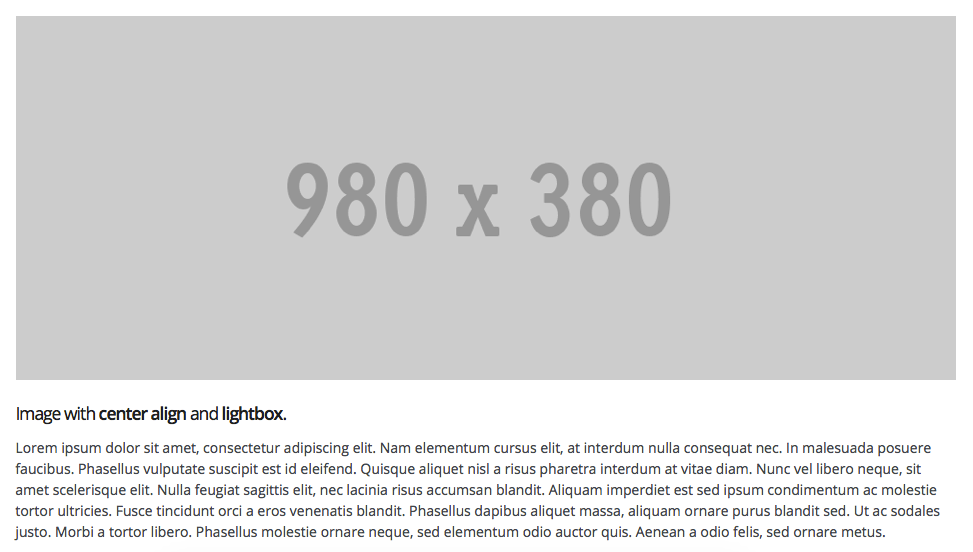 980 x 380
Image with center align and lightbox.
Lorem ipsum dolor sit amet, consectetur adipiscing elit. Nam elementum cursus elit, at interdum nulla consequat nec. In malesuada posuere
faucibus. Phasellus vulputate suscipit est id eleifend. Quisque aliquet nisl a risus pharetra interdum at vitae diam. Nunc vel libero neque, sit
amet scelerisque elit. Nulla feugiat sagittis elit, nec lacinia risus accumsan blandit. Aliquam imperdiet est sed ipsum condimentum ac molestie
tortor ultricies. Fusce tincidunt orci a eros venenatis blandit. Phasellus dapibus aliquet massa, aliquam ornare purus blandit sed. Ut ac sodales
justo. Morbi a tortor libero. Phasellus molestie ornare neque, sed elementum odio auctor quis. Aenean a odio felis, sed ornare metus.